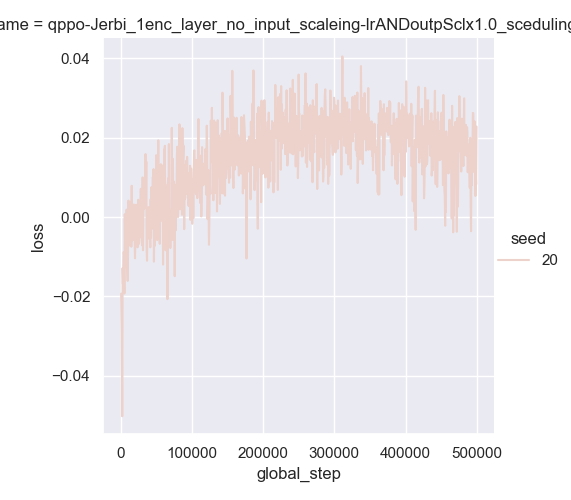 ame = qppo-Jerbi_1enc_layer_no_input_scaleing-lrANDoutpSclx1.0_sceduling
0.04
0.02
0.00
−0.02
−0.04
loss
0 100000 200000 300000 400000 500000
global_step
seed
20